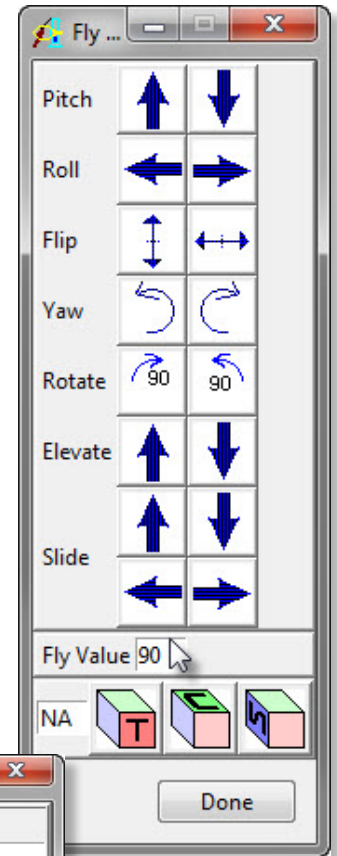 Fly ...
Pitch
Roll
Flip
Yaw
Rotate 90 90
Elevate
Slide
Fly Value 90
NA T U S
Done